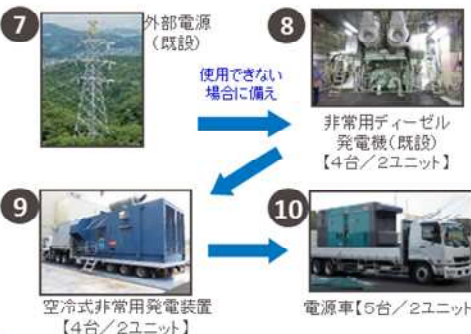 7
外部電源
(既設)
使用できない
場合に備え
8
非常用ディーゼル
発電機(既設)
【4台／2ユニット】
9
空冷式非常用発電装置
【4台／2ユニット】
10
電源車【5台／2ユニット